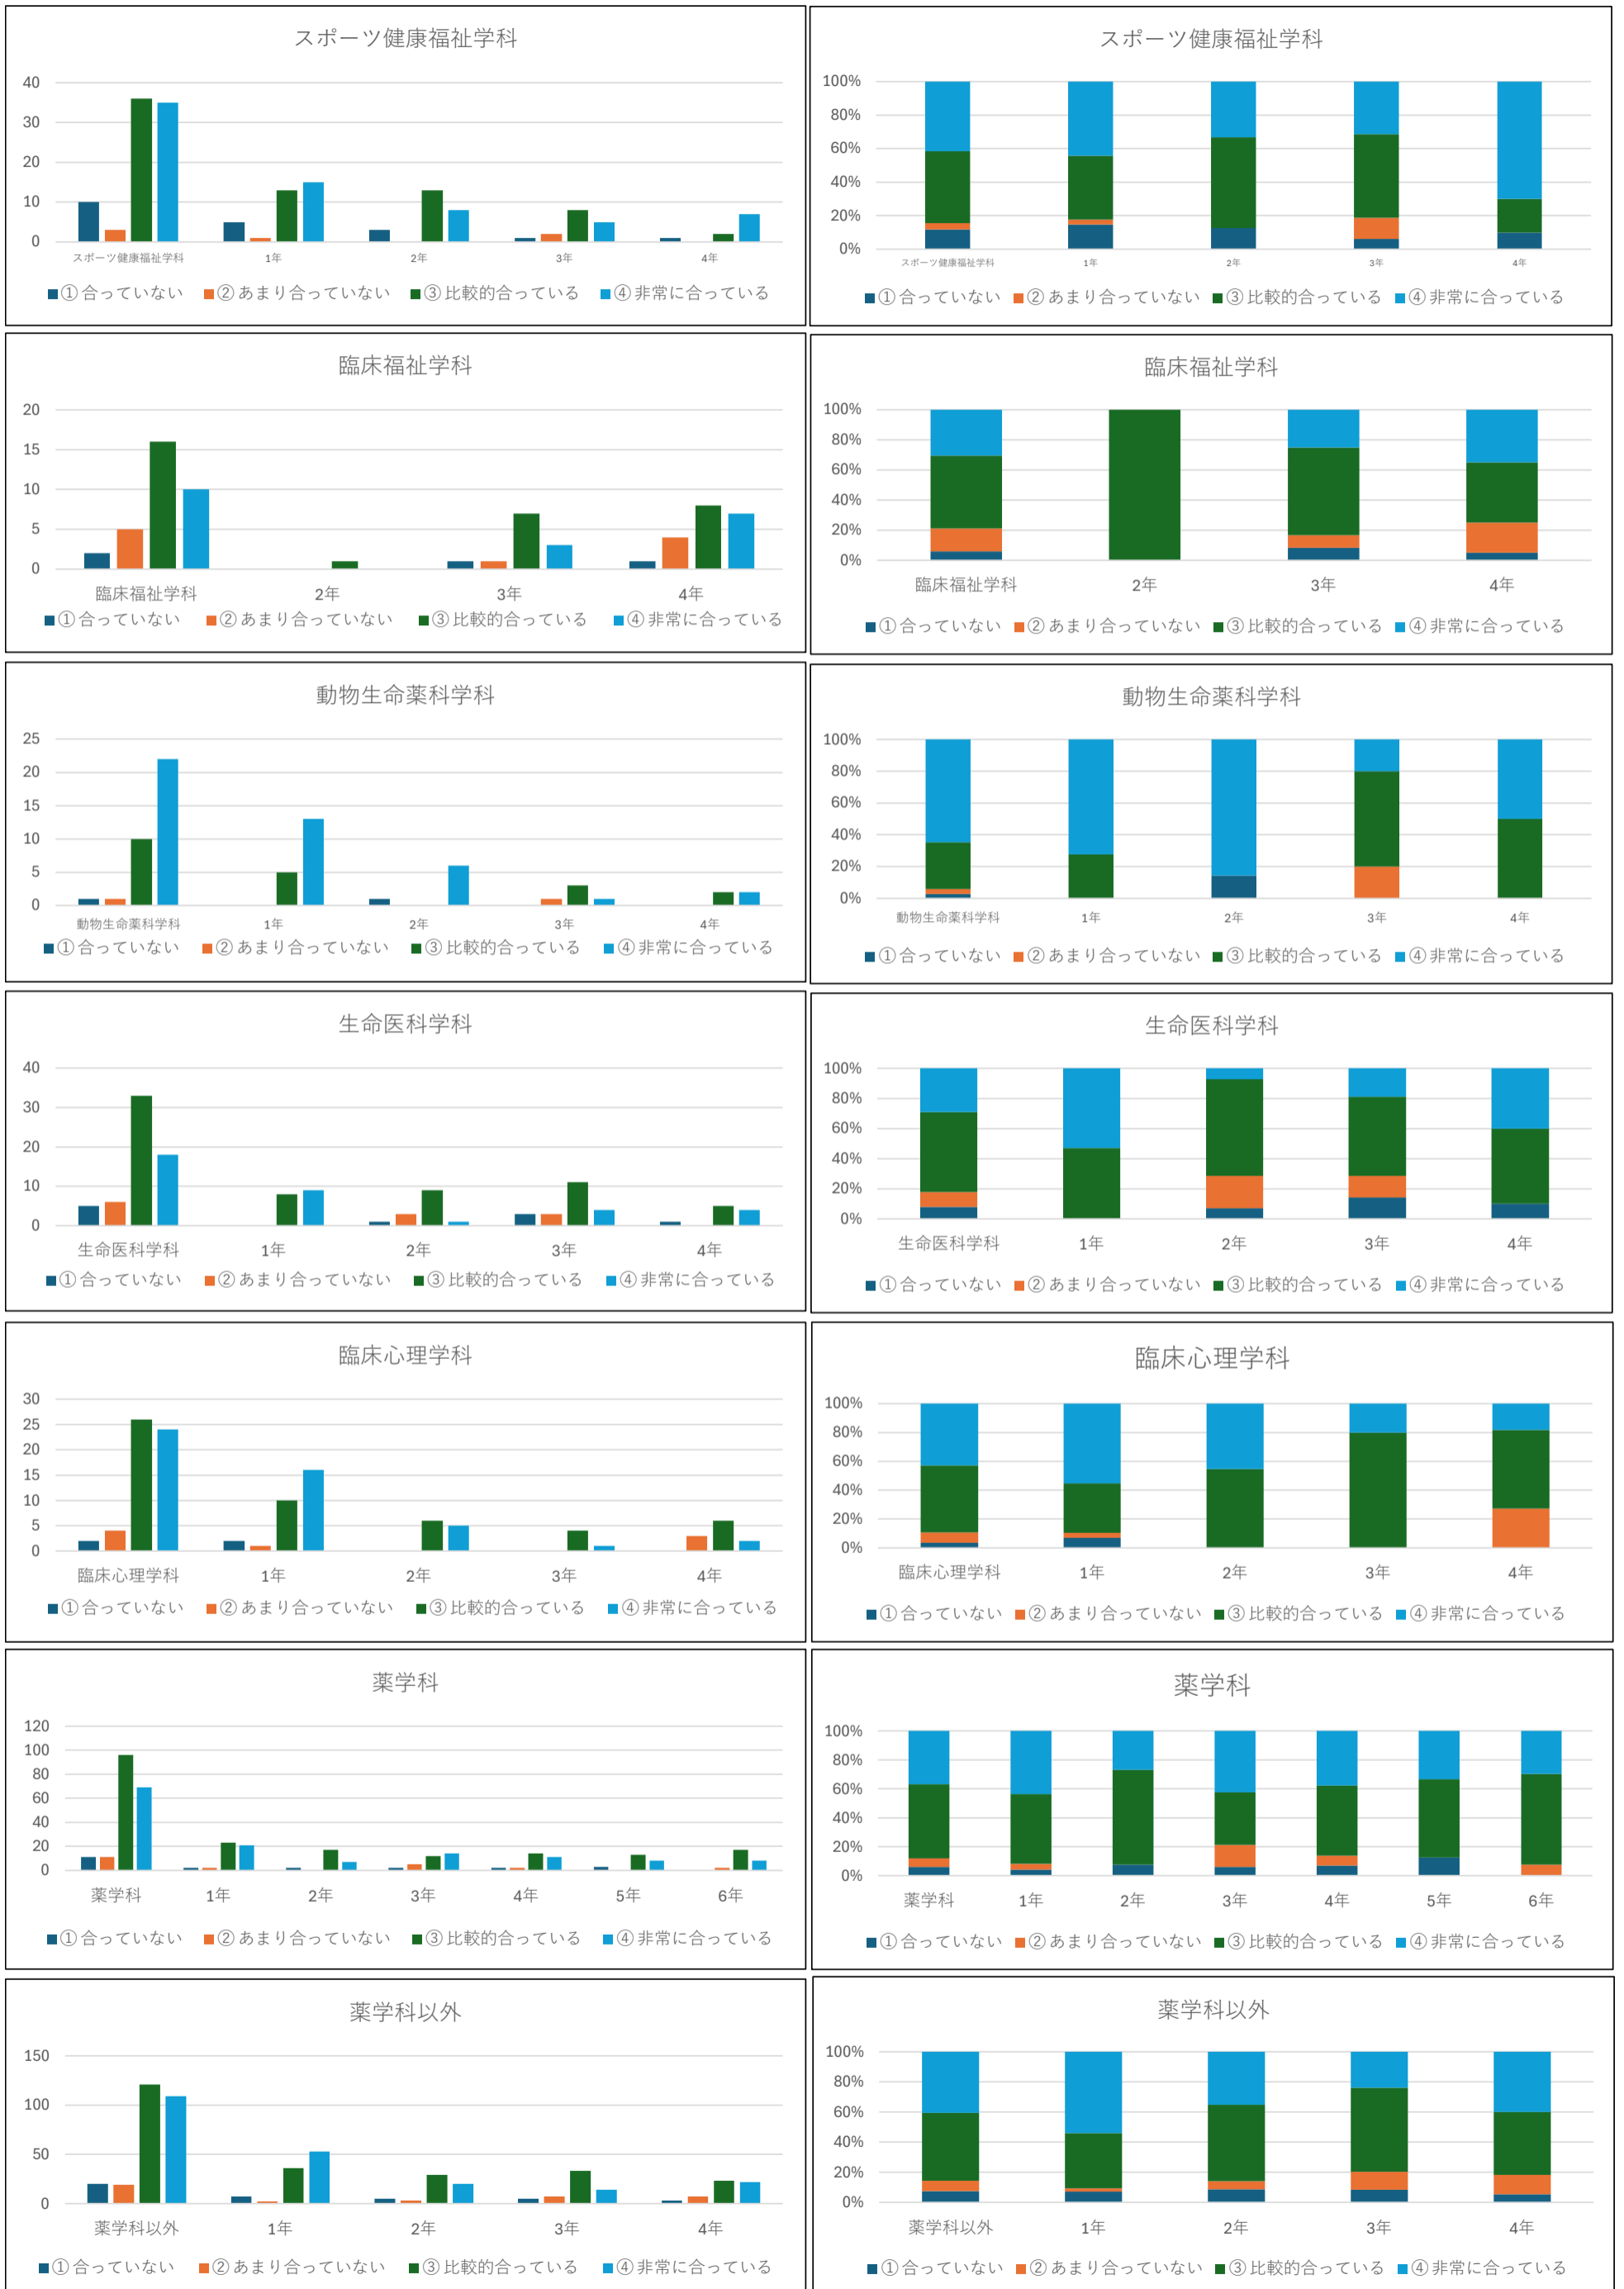 スポーツ健康福祉学科
40
30
20
10
0
スポーツ健康福祉学科 1年 2年 3年 4年
■①合っていない ■②あまり合っていない ■③比較的合っている ■④非常に合っている
スポーツ健康福祉学科
100%
80%
60%
40%
20%
0%
スポーツ健康福祉学科 1年 2年 3年 4年
■①合っていない ■②あまり合っていない ■③比較的合っている ■④非常に合っている
臨床福祉学科
20
15
10
5
0
臨床福祉学科 2年 3年 4年
■①合っていない ■②あまり合っていない ■③比較的合っている ■④非常に合っている
臨床福祉学科
100%
80%
60%
40%
20%
0%
臨床福祉学科 2年 3年 4年
■①合っていない ■②あまり合っていない ■③比較的合っている ■④非常に合っている
動物生命薬科学科
25
20
15
10
5
0
動物生命薬科学科 1年 2年 3年 4年
■①合っていない ■②あまり合っていない ■③比較的合っている ■④非常に合っている
動物生命薬科学科
100%
80%
60%
40%
20%
0%
動物生命薬科学科 1年 2年 3年 4年
■①合っていない ■②あまり合っていない ■③比較的合っている ■④非常に合っている
生命医科学科
40
30
20
10
0
生命医科学科 1年 2年 3年 4年
■①合っていない ■②あまり合っていない ■③比較的合っている ■④非常に合っている
生命医科学科
100%
80%
60%
40%
20%
0%
生命医科学科 1年 2年 3年 4年
■①合っていない ■②あまり合っていない ■③比較的合っている ■④非常に合っている
臨床心理学科
30
25
20
15
10
5
0
臨床心理学科 1年 2年 3年 4年
■①合っていない ■②あまり合っていない ■③比較的合っている ■④非常に合っている
臨床心理学科
100%
80%
60%
40%
20%
0%
臨床心理学科 1年 2年 3年 4年
■①合っていない ■②あまり合っていない ■③比較的合っている ■④非常に合っている
薬学科
120
100
80
60
40
20
0
薬学科 1年 2年 3年 4年 5年 6年
■①合っていない ■②あまり合っていない ■③比較的合っている ■④非常に合っている
薬学科
100%
80%
60%
40%
20%
0%
薬学科 1年 2年 3年 4年 5年 6年
■①合っていない ■②あまり合っていない ■③比較的合っている ■④非常に合っている
薬学科以外
150
100
50
0
薬学科以外 1年 2年 3年 4年
■①合っていない ■②あまり合っていない ■③比較的合っている ■④非常に合っている
薬学科以外
100%
80%
60%
40%
20%
0%
薬学科以外 1年 2年 3年 4年
■①合っていない ■②あまり合っていない ■③比較的合っている ■④非常に合っている